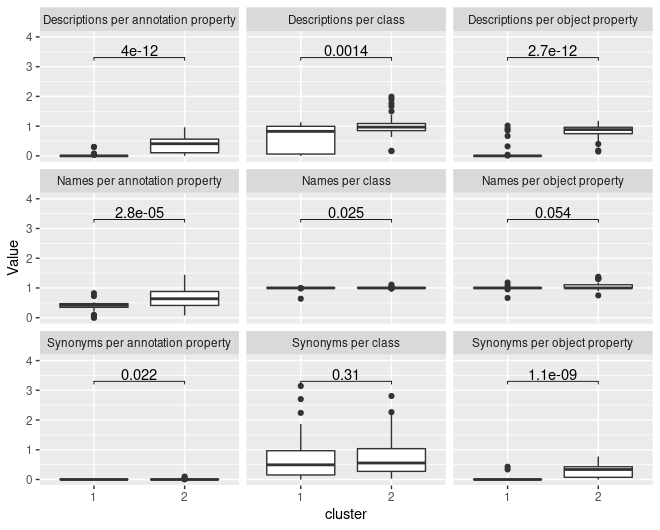 Descriptions per annotation property Descriptions per class Descriptions per object property
4 4e-12 0.0014 2.7e-12
3
2
1
0
Names per annotation property Names per class Names per object property
4 2.8e-05 0.025 0.054
3
2
1
0
Value
Synonyms per annotation property Synonyms per class Synonyms per object property
4 0.022 0.31 1.1e-09
3
2
1
0
1 2 1 2 1 2
cluster